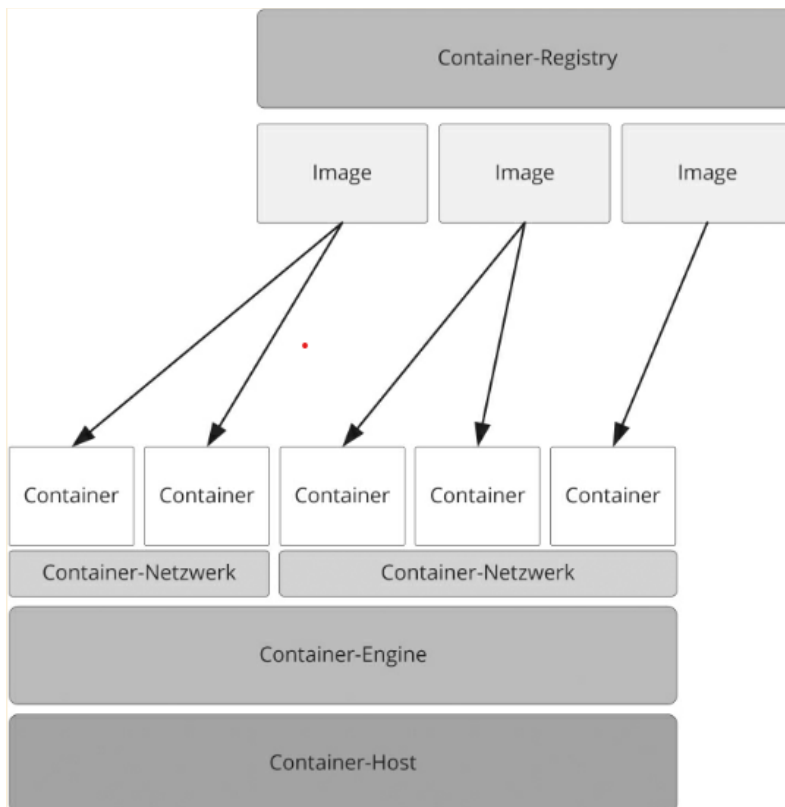 Container-Registry
Image
Image
Image
Container
Container
Container
Container
Container
Container-Netzwerk
Container-Netzwerk
Container-Engine
Container-Host